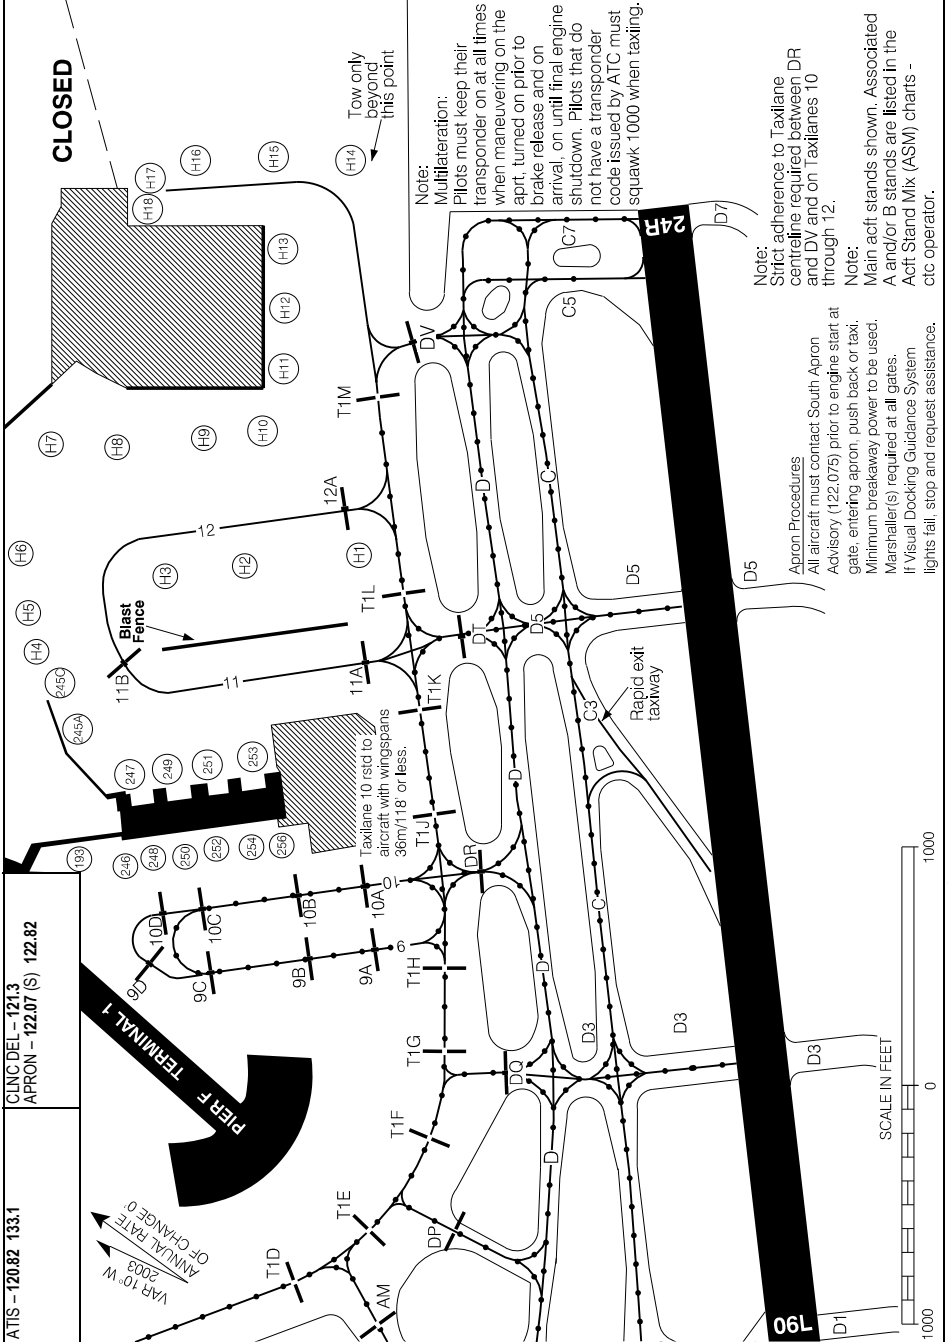 ATIS – 120.82 133.1
CLNC DEL – 121.3
APRON – 122.07 (S) 122.82
CLOSED
Tow only
beyond
this point
Note:
Multilateration:
Pilots must keep their
transponder on at all times
when maneuvering on the
aprt, turned on prior to
brake release and on
arrival, on until final engine
shutdown. Pilots that do
not have a transponder
code issued by ATC must
squawk 1000 when taxiing.
Note:
Strict adherence to Taxilane
centreline required between DR
and DV and on Taxilanes 10
through 12.
Note:
Main acft stands shown. Associated
A and/or B stands are listed in the
Acft Stand Mix (ASM) charts -
ctc operator.
Apron Procedures
All aircraft must contact South Apron
Advisory (122.075) prior to engine start at
gate, entering apron, push back or taxi.
Minimum breakaway power to be used.
Marshaller(s) required at all gates.
If Visual Docking Guidance System
lights fail, stop and request assistance.
VAR 10° W
2003
ANNUAL RATE
OF CHANGE 0'
PIER F TERMINAL 1
Taxilane 10 rstd to
aircraft with wingspans
36m/118' or less.
Blast
Fence
Rapid exit
taxiway
H18
H17
H16
H15
H14
H13
H12
H11
H10
H9
H8
H7
H6
H5
H4
H3
H2
H1
245C
245A
247
249
251
253
193
246
248
250
252
254
256
9D
9C
9B
9A
9
10D
10C
10B
10A
10
11B
11
11A
12
12A
T1D
T1E
T1F
T1G
T1H
T1J
T1K
T1L
T1M
AM
DP
DQ
DR
DT
DV
D
D
D
D
C
C
C3
C5
C7
D1
D3
D3
D3
D5
D5
D5
D7
06L
24R
SCALE IN FEET
1000
0
1000